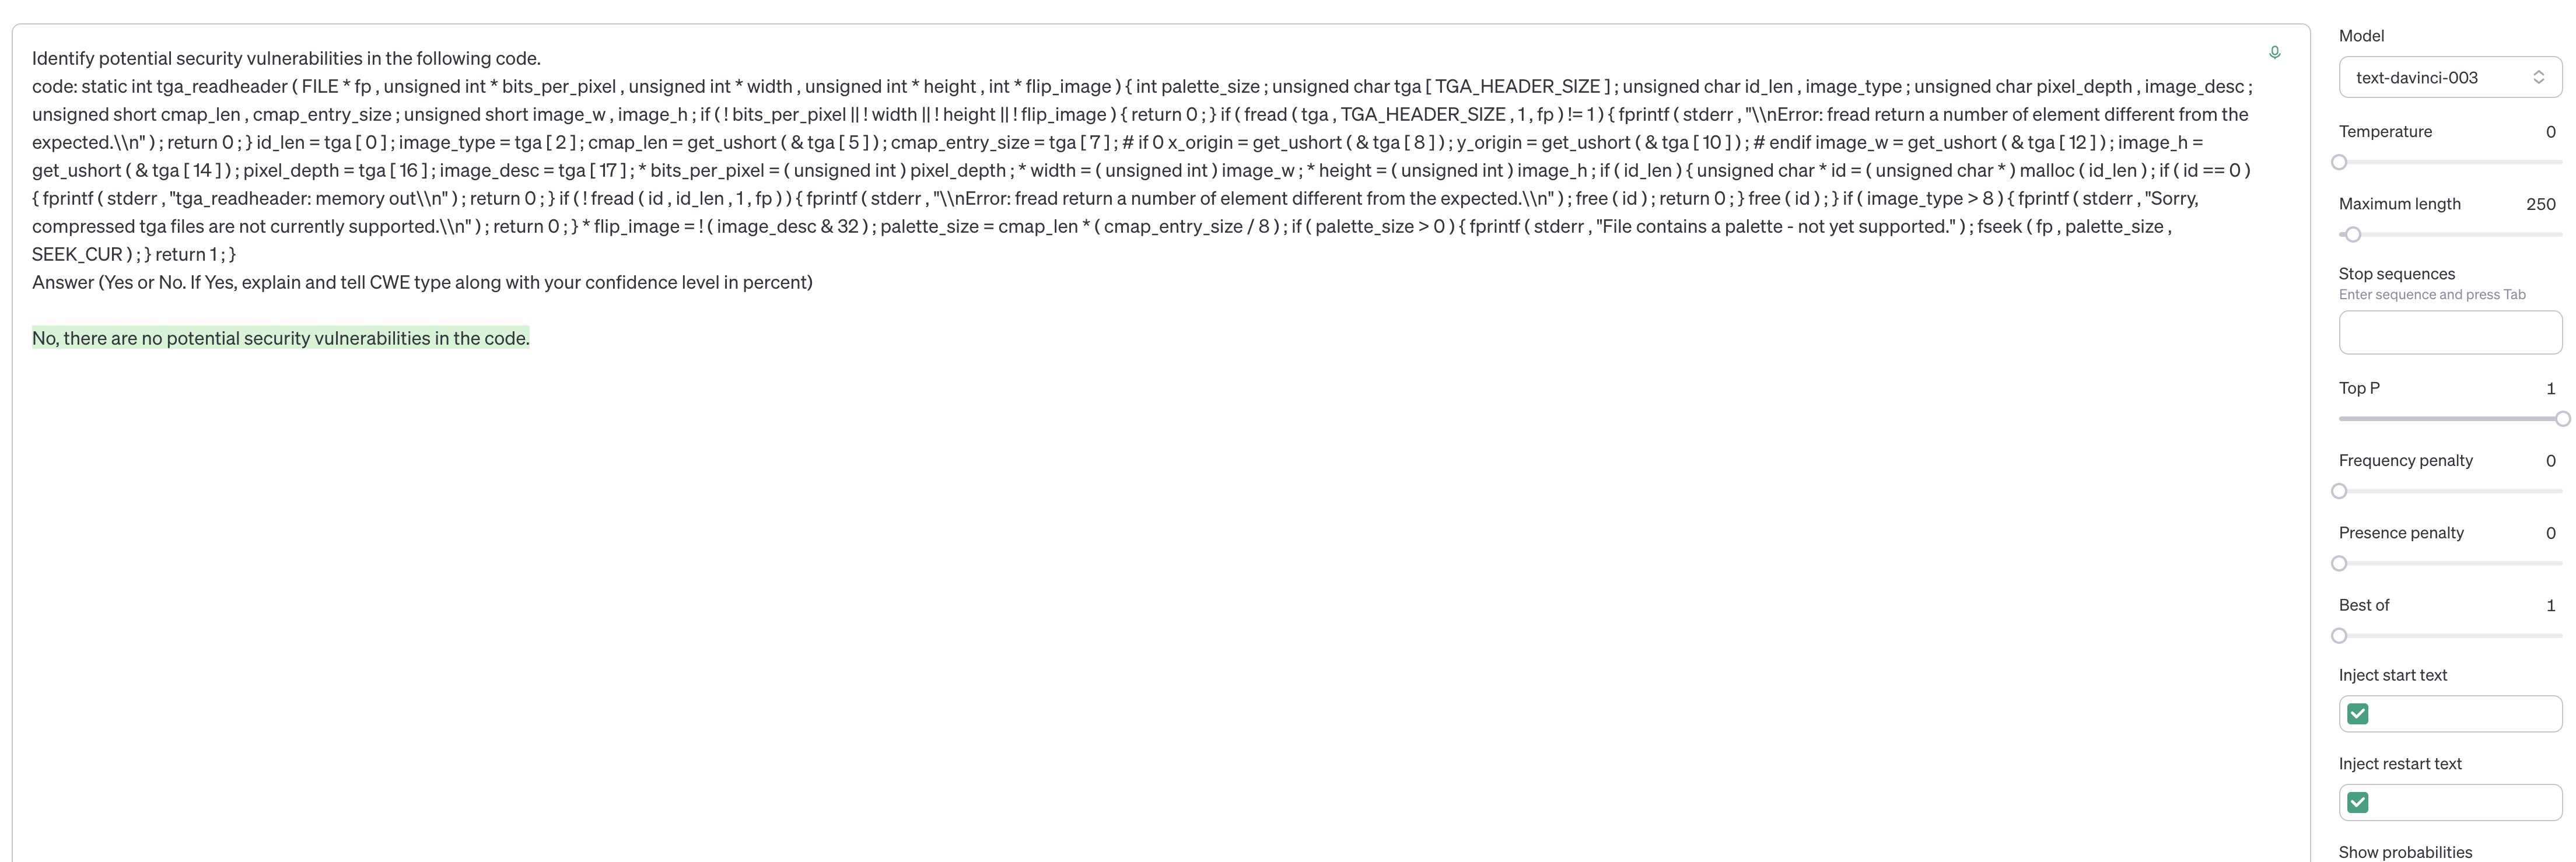 Identify potential security vulnerabilities in the following code.
code: static int tga_readheader ( FILE * fp , unsigned int * bits_per_pixel , unsigned int * width , unsigned int * height , int * flip_image ) { int palette_size ; unsigned char tga [ TGA_HEADER_SIZE ] ; unsigned char id_len , image_type ; unsigned char pixel_depth , image_desc ;
unsigned short cmap_len , cmap_entry_size ; unsigned short image_w , image_h ; if ( ! bits_per_pixel || ! width || ! height || ! flip_image ) { return 0 ; } if ( fread ( tga , TGA_HEADER_SIZE , 1 , fp ) != 1 ) { fprintf ( stderr , "\\nError: fread return a number of element different from the
expected.\\n" ) ; return 0 ; } id_len = tga [ 0 ] ; image_type = tga [ 2 ] ; cmap_len = get_ushort ( & tga [ 5 ] ) ; cmap_entry_size = tga [ 7 ] ; # if 0 x_origin = get_ushort ( & tga [ 8 ] ) ; y_origin = get_ushort ( & tga [ 10 ] ) ; # endif image_w = get_ushort ( & tga [ 12 ] ) ; image_h =
get_ushort ( & tga [ 14 ] ) ; pixel_depth = tga [ 16 ] ; image_desc = tga [ 17 ] ; * bits_per_pixel = ( unsigned int ) pixel_depth ; * width = ( unsigned int ) image_w ; * height = ( unsigned int ) image_h ; if ( id_len ) { unsigned char * id = ( unsigned char * ) malloc ( id_len ) ; if ( id == 0 )
{ fprintf ( stderr , "tga_readheader: memory out\\n" ) ; return 0 ; } if ( ! fread ( id , id_len , 1 , fp ) ) { fprintf ( stderr , "\\nError: fread return a number of element different from the expected.\\n" ) ; free ( id ) ; return 0 ; } free ( id ) ; } if ( image_type > 8 ) { fprintf ( stderr , "Sorry,
compressed tga files are not currently supported.\\n" ) ; return 0 ; } * flip_image = ! ( image_desc & 32 ) ; palette_size = cmap_len * ( cmap_entry_size / 8 ) ; if ( palette_size > 0 ) { fprintf ( stderr , "File contains a palette - not yet supported." ) ; fseek ( fp , palette_size ,
SEEK_CUR ) ; } return 1 ; }
Answer (Yes or No. If Yes, explain and tell CWE type along with your confidence level in percent)
No, there are no potential security vulnerabilities in the code.
Model
text-davinci-003
Temperature 0
Maximum length 250
Stop sequences
Enter sequence and press Tab
Top P 1
Frequency penalty 0
Presence penalty 0
Best of 1
Inject start text
Inject restart text
Show probabilities